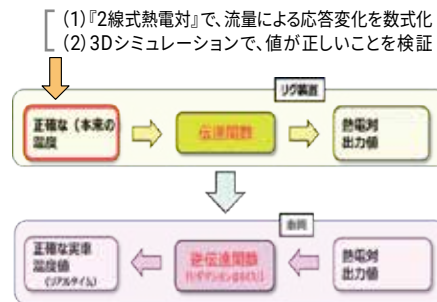 (1)『2線式熱電対』で、流量による応答変化を数式化
(2)3Dシミュレーションで、値が正しいことを検証
リグ装置
正確な(本来の)
温度
伝達関数
熱電対
出力値
車両
正確な実車
温度値
(リアルタイム)
逆伝達関数
熱電対
出力値